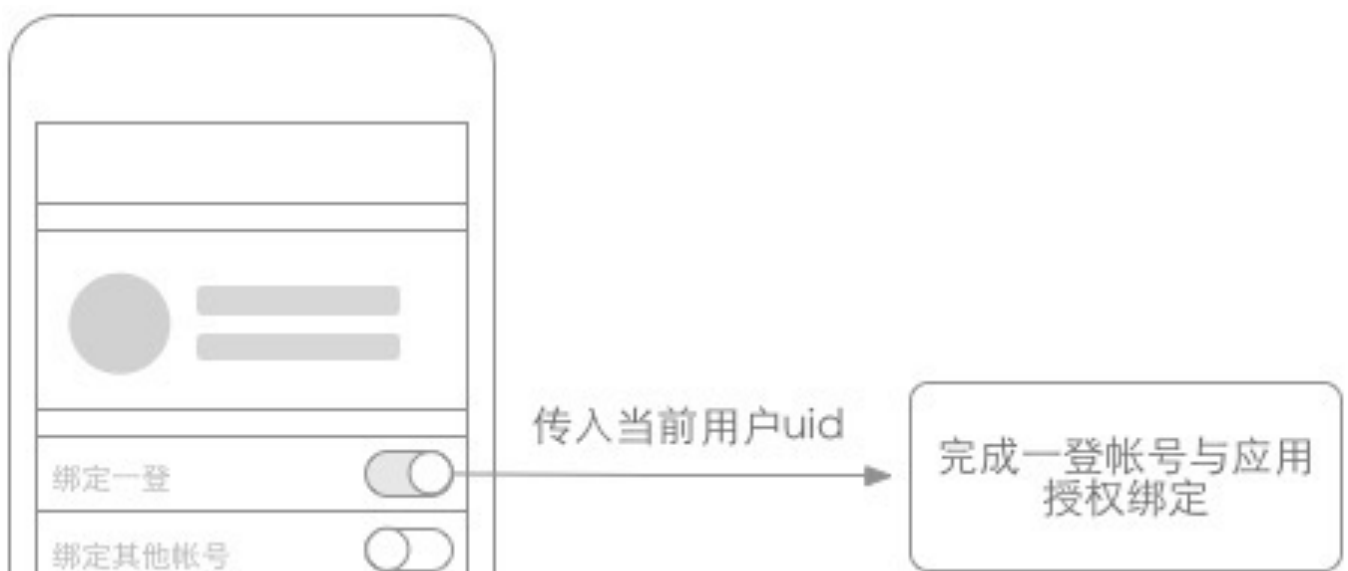 传入当前用户uid
完成一登帐号与应用
授权绑定
绑定一登
绑定其他帐号